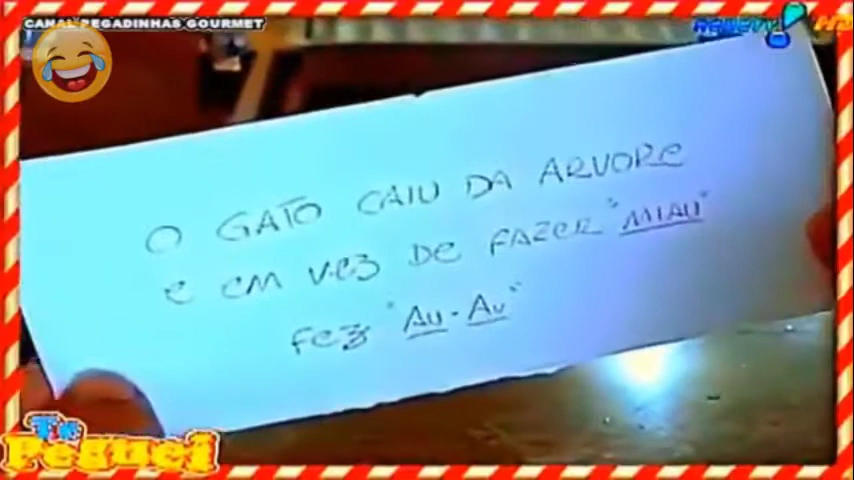 CANAL PEGADINHAS GOURMET
O GATO CAIU DA ARVORE
E EM VEZ DE FAZER "MIAU"
FEZ "AU-AU"
Te
Peguei